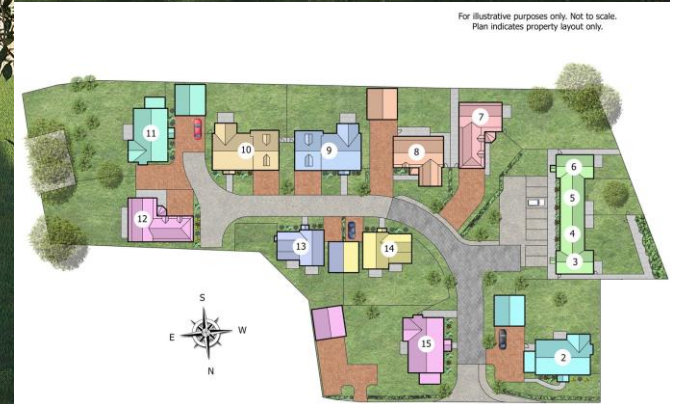 For illustrative purposes only. Not to scale.
Plan indicates property layout only.
7
11
10
9
8
6
5
12
4
13
14
3
S
E
W
N
15
2